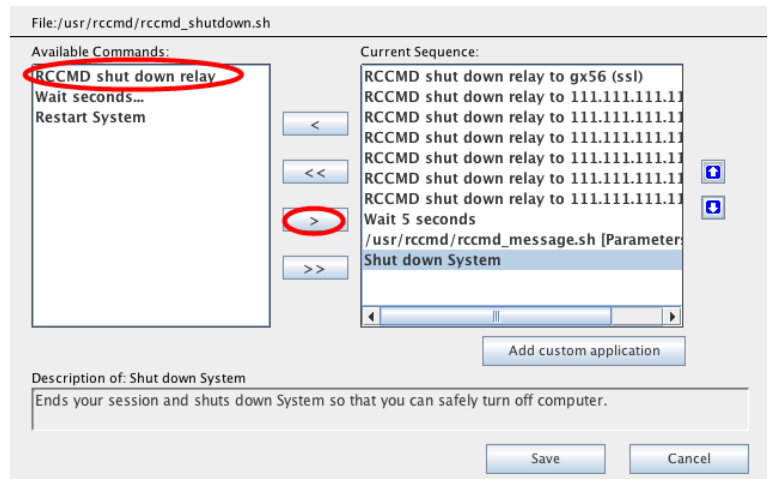 File:/usr/rccmd/rccmd_shutdown.sh
Available Commands:
RCCMD shut down relay
Wait seconds...
Restart System
<
<<
>
>>
Current Sequence:
RCCMD shut down relay to gx56 (ssl)
RCCMD shut down relay to 111.111.111.11
RCCMD shut down relay to 111.111.111.11
RCCMD shut down relay to 111.111.111.11
RCCMD shut down relay to 111.111.111.11
RCCMD shut down relay to 111.111.111.11
RCCMD shut down relay to 111.111.111.11
Wait 5 seconds
/usr/rccmd/rccmd_message.sh [Parameters
Shut down System
Add custom application
Description of: Shut down System
Ends your session and shuts down System so that you can safely turn off computer.
Save
Cancel